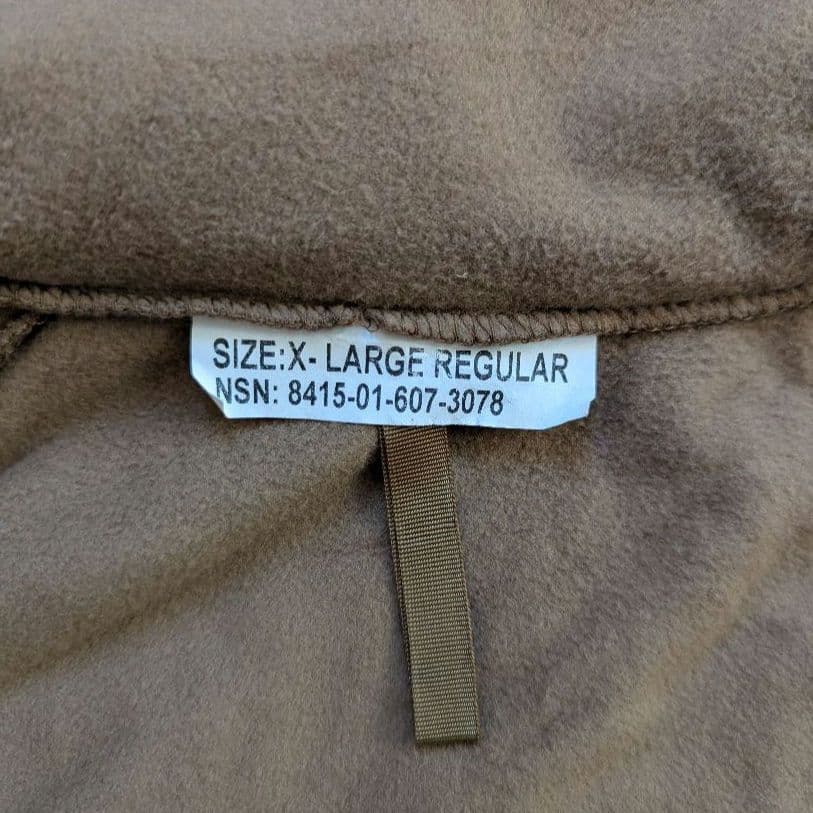 SIZE:X- LARGE REGULAR
NSN: 8415-01-607-3078